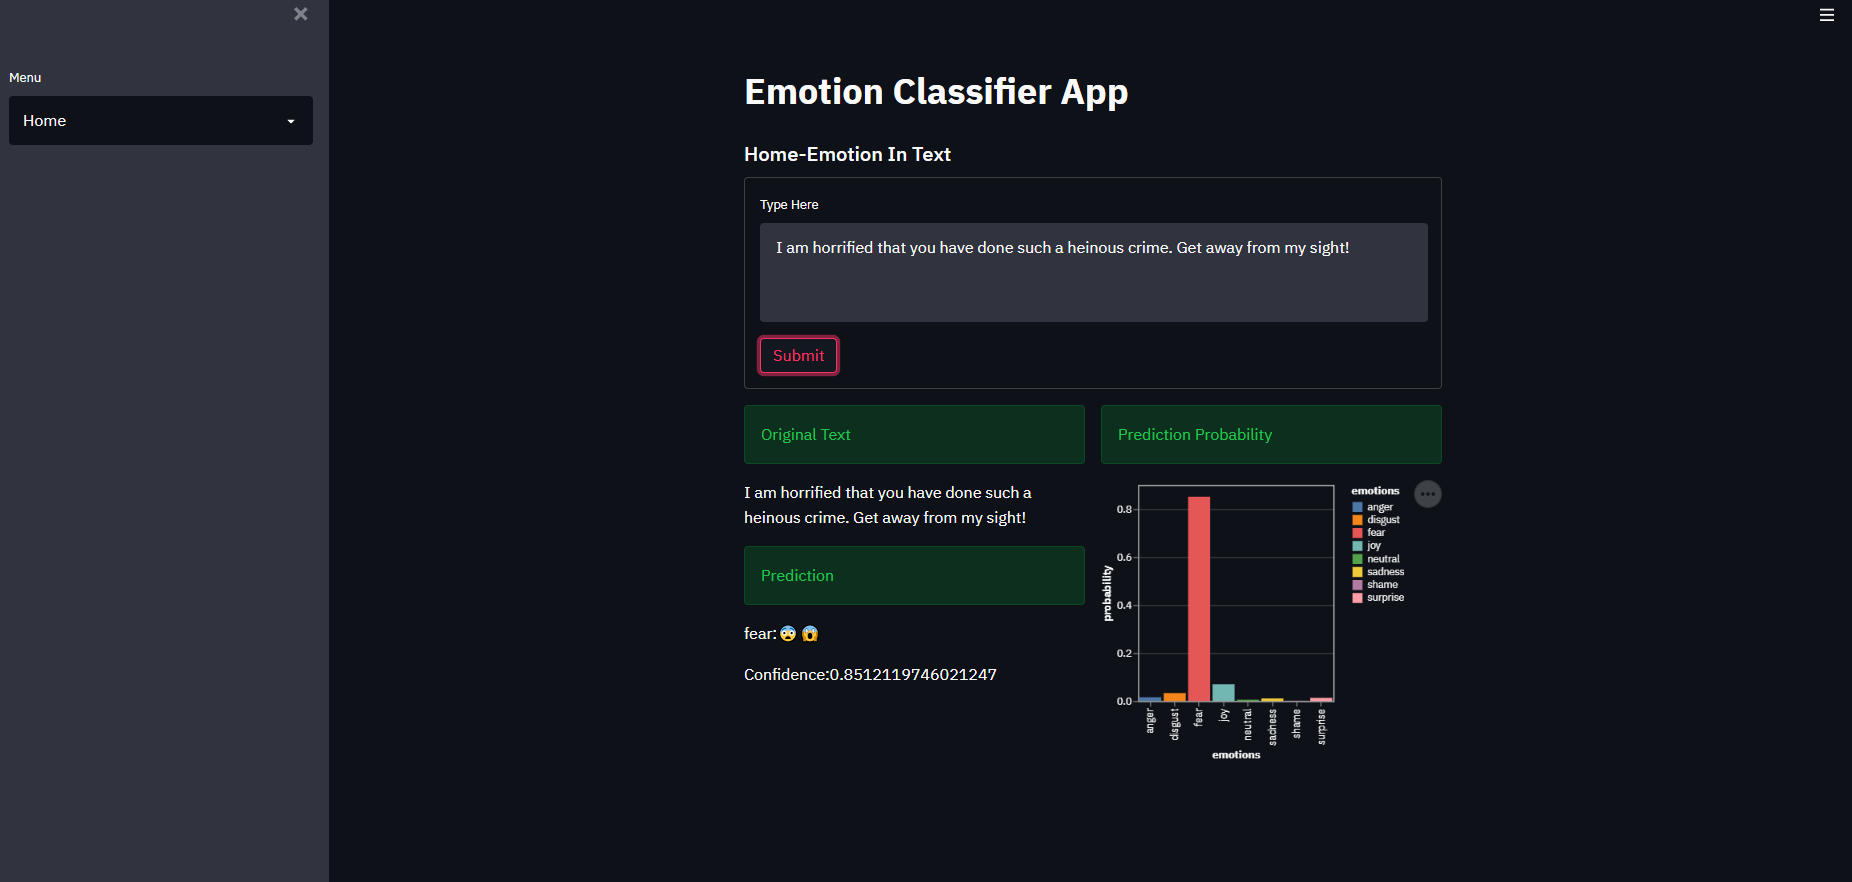 Menu
Home
Emotion Classifier App
Home-Emotion In Text
Type Here
I am horrified that you have done such a heinous crime. Get away from my sight!
Submit
Original Text
I am horrified that you have done such a
heinous crime. Get away from my sight!
Prediction
fear:😨 😱
Confidence:0.8512119746021247
Prediction Probability
probability
0.8
0.6
0.4
0.2
0.0
anger
disgust
fear
joy
neutral
sadness
shame
surprise
emotions
emotions
anger
disgust
fear
joy
neutral
sadness
shame
surprise